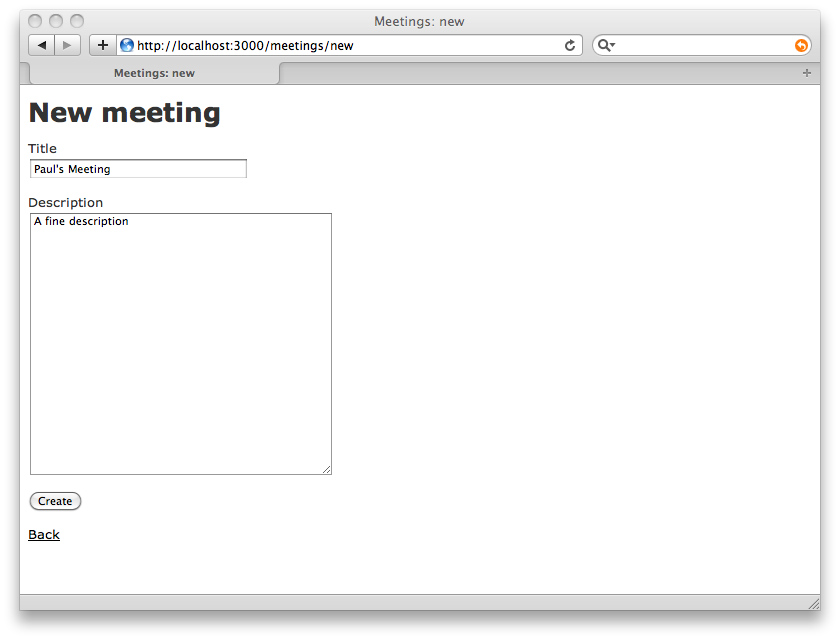 Meetings: new
http://localhost:3000/meetings/new
Meetings: new
New meeting
Title
Paul's Meeting
Description
A fine description
Create
Back